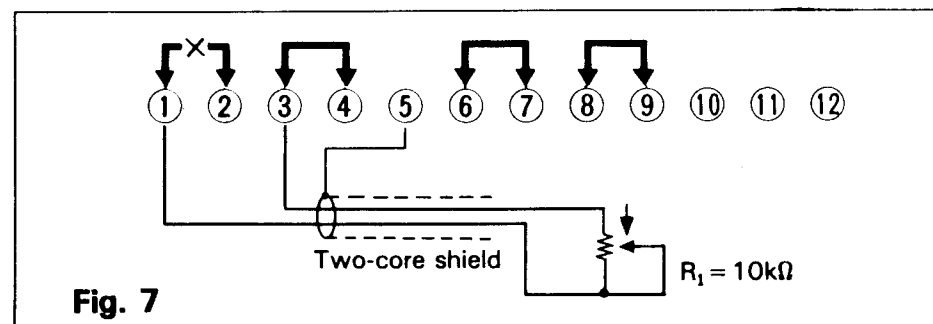 ×
① ② ③ ④ ⑤ ⑥ ⑦ ⑧ ⑨ ⑩ ⑪ ⑫
Two-core shield
R₁ = 10kΩ
Fig. 7